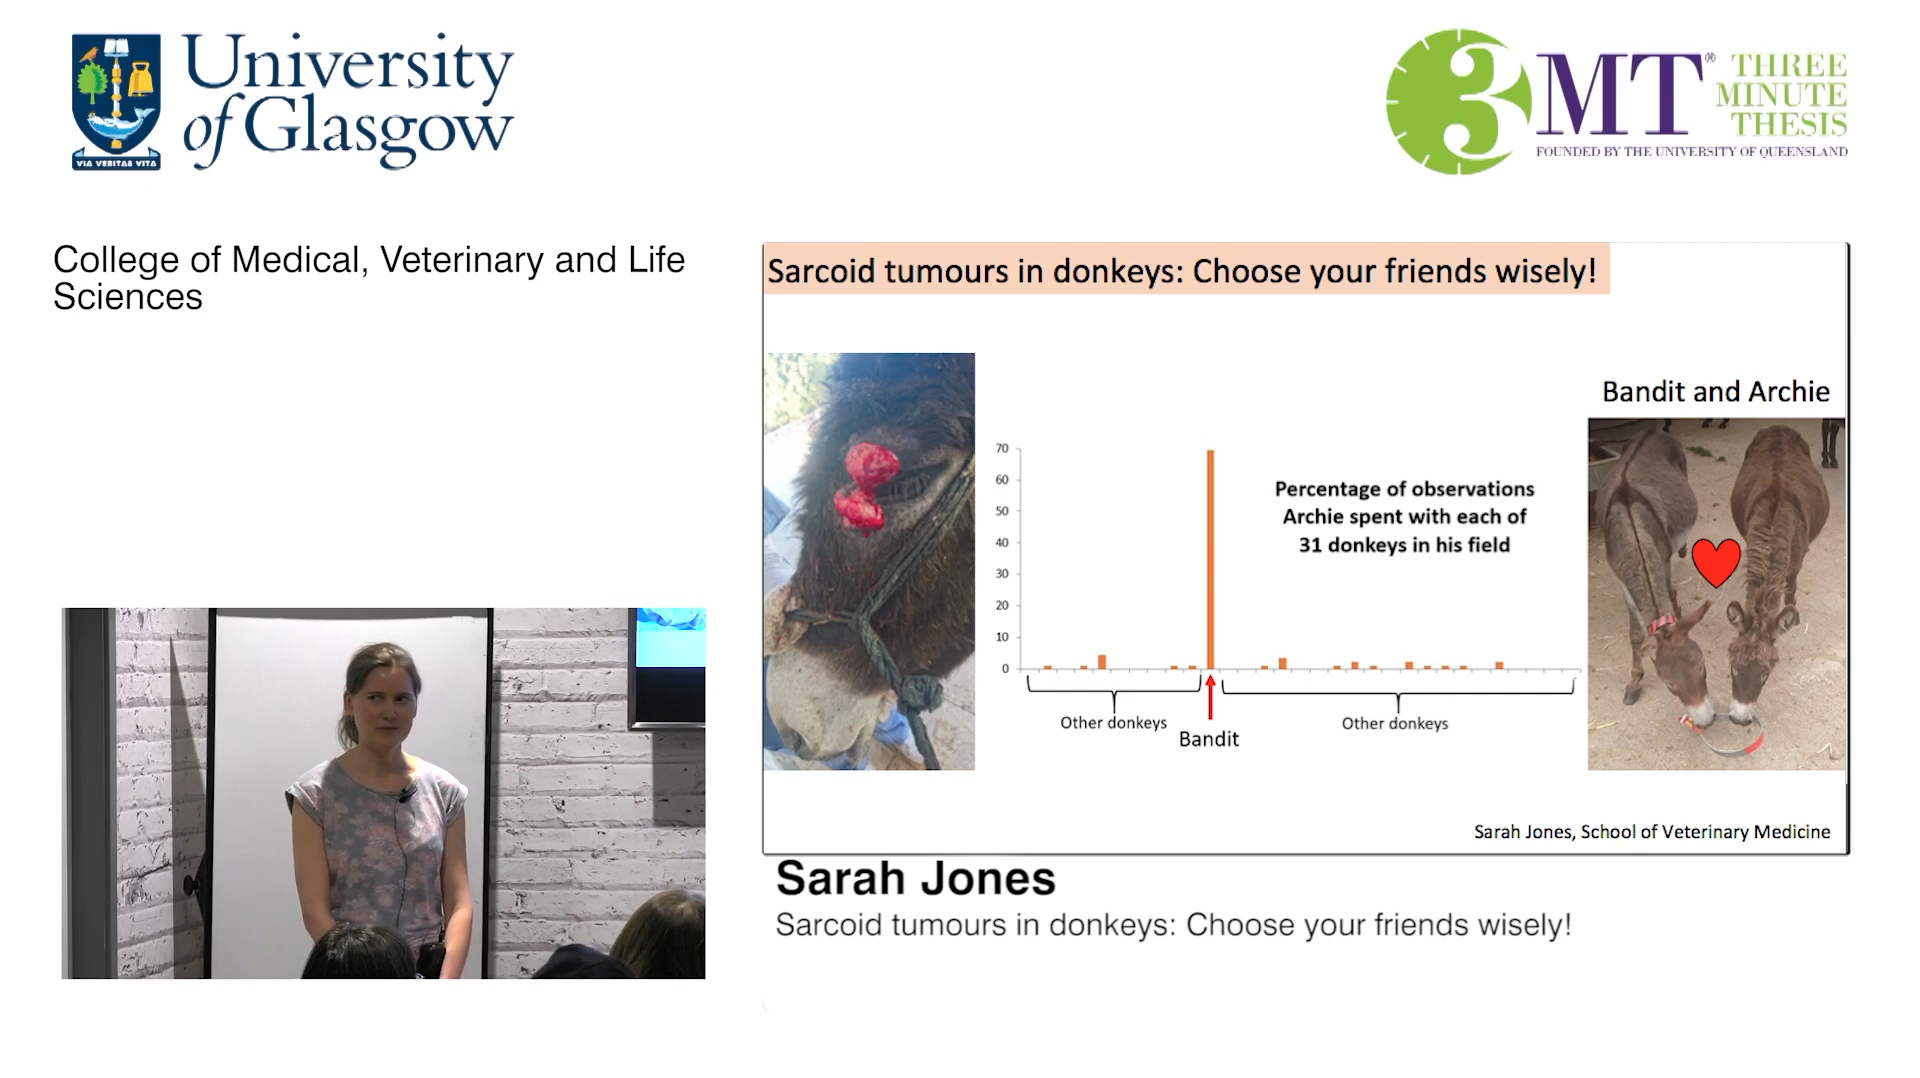 University
of Glasgow
VIA VERITAS VITA
3MT® THREE
MINUTE
THESIS
FOUNDED BY THE UNIVERSITY OF QUEENSLAND
College of Medical, Veterinary and Life
Sciences
Sarcoid tumours in donkeys: Choose your friends wisely!
Bandit and Archie
70
60
50
40
30
20
10
0
Percentage of observations
Archie spent with each of
31 donkeys in his field
Other donkeys
Bandit
Other donkeys
Sarah Jones, School of Veterinary Medicine
Sarah Jones
Sarcoid tumours in donkeys: Choose your friends wisely!